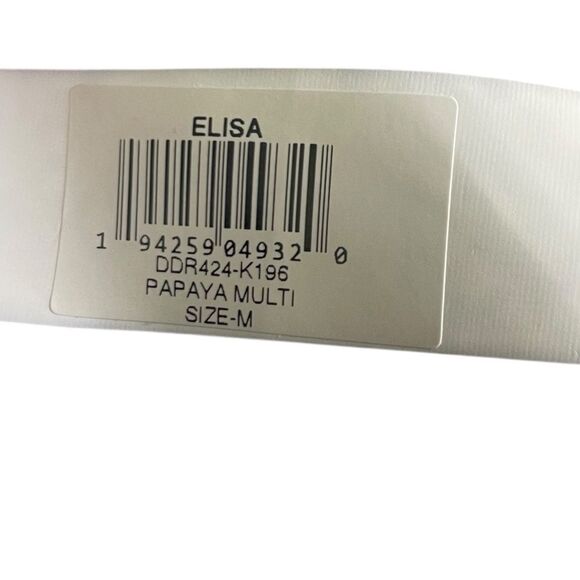 ELISA
1 94259 04932 0
DDR424-K196
PAPAYA MULTI
SIZE-M